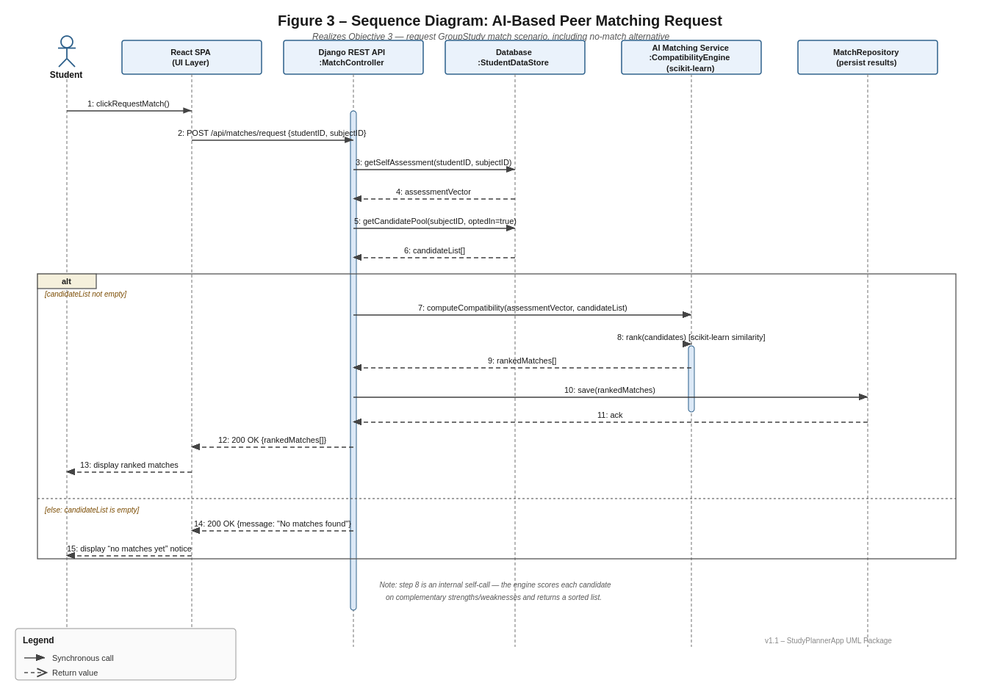 Figure 3 – Sequence Diagram: AI-Based Peer Matching Request
Realizes Objective 3 — request GroupStudy match scenario, including no-match alternative
Student
React SPA
(UI Layer)
Django REST API
:MatchController
Database
:StudentDataStore
AI Matching Service
:CompatibilityEngine
(scikit-learn)
MatchRepository
(persist results)
1: clickRequestMatch()
2: POST /api/matches/request {studentID, subjectID}
3: getSelfAssessment(studentID, subjectID)
4: assessmentVector
5: getCandidatePool(subjectID, optedIn=true)
6: candidateList[]
alt
[candidateList not empty]
7: computeCompatibility(assessmentVector, candidateList)
8: rank(candidates) [scikit-learn similarity]
9: rankedMatches[]
10: save(rankedMatches)
11: ack
12: 200 OK {rankedMatches[]}
13: display ranked matches
[else: candidateList is empty]
14: 200 OK {message: "No matches found"}
15: display “no matches yet” notice
Note: step 8 is an internal self-call — the engine scores each candidate
on complementary strengths/weaknesses and returns a sorted list.
Legend
Synchronous call
Return value
v1.1 – StudyPlannerApp UML Package